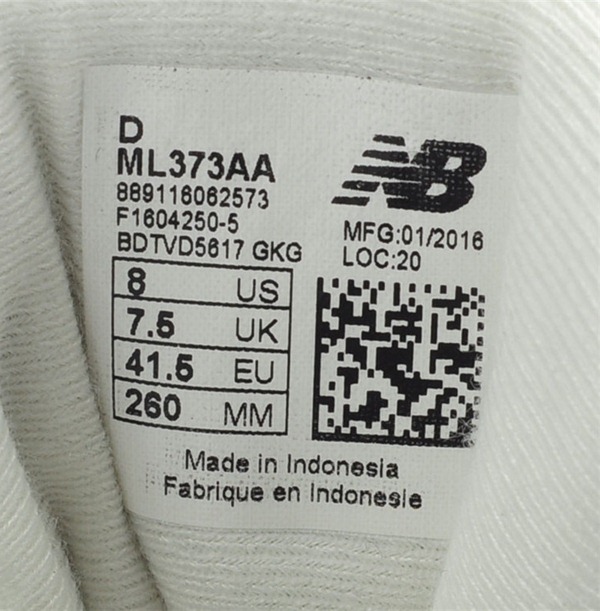 D
ML373AA
889116062573
F1604250-5
BDTVD5617 GKG
NB
MFG:01/2016
LOC:20
8 US
7.5 UK
41.5 EU
260 MM
Made in Indonesia
Fabrique en Indonesie